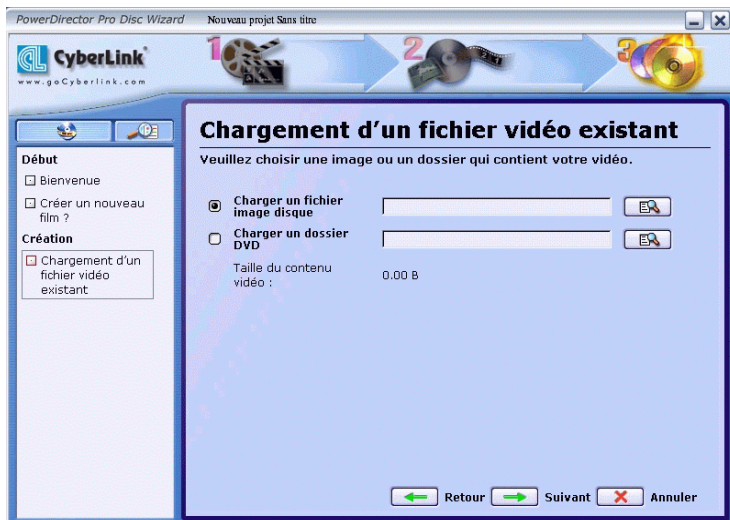 PowerDirector Pro Disc Wizard Nouveau projet Sans titre
CyberLink
www.goCyberlink.com
1
2
3
Chargement d'un fichier vidéo existant
Veuillez choisir une image ou un dossier qui contient votre vidéo.
Début
Bienvenue
Créer un nouveau
film ?
Création
Chargement d'un
fichier vidéo
existant
Charger un fichier
image disque
Charger un dossier
DVD
Taille du contenu
vidéo :
0.00 B
Retour
Suivant
Annuler